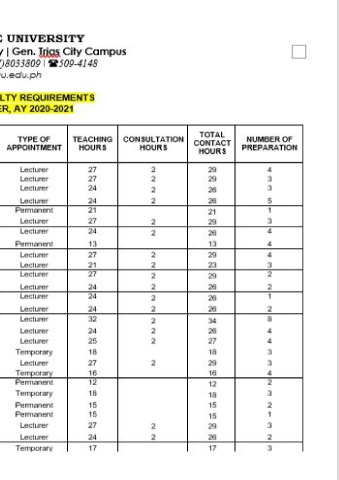 C UNIVERSITY
y | Gen. Trias City Campus
)8033809 | ☎509-4148
u.edu.ph
LTY REQUIREMENTS
ER, AY 2020-2021
TYPE OF APPOINTMENT TEACHING HOURS CONSULTATION HOURS TOTAL CONTACT HOURS NUMBER OF PREPARATION
Lecturer 27 2 29 4
Lecturer 27 2 29 3
Lecturer 24 2 26 3
Lecturer 24 2 26 5
Permanent 21 21 1
Lecturer 27 2 29 3
Lecturer 24 2 26 4
Permanent 13 13 4
Lecturer 27 2 29 4
Lecturer 21 2 23 3
Lecturer 27 2 29 2
Lecturer 24 2 26 2
Lecturer 24 2 26 1
Lecturer 24 2 26 2
Lecturer 32 2 34 8
Lecturer 24 2 26 4
Lecturer 25 2 27 4
Temporary 18 18 3
Lecturer 27 2 29 3
Temporary 16 16 4
Permanent 12 12 2
Temporary 18 18 3
Permanent 15 15 2
Permanent 15 15 1
Lecturer 27 2 29 3
Lecturer 24 2 26 2
Temporary 17 17 3